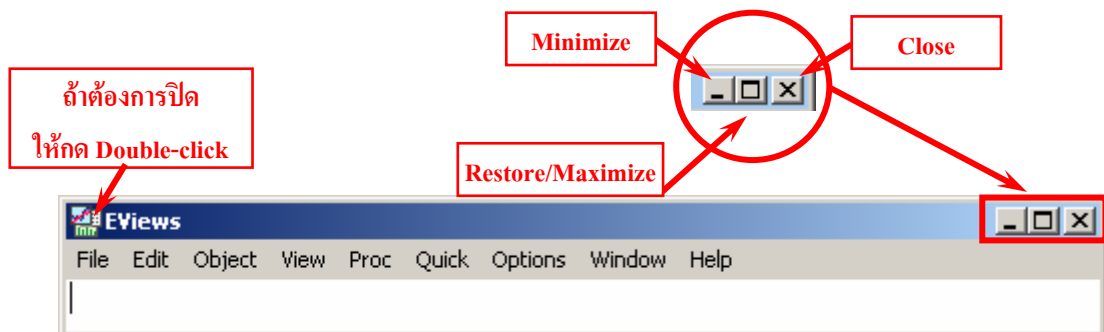 Minimize
Close
ถ้าต้องการปิด
ให้กด Double-click
Restore/Maximize
EViews
File Edit Object View Proc Quick Options Window Help